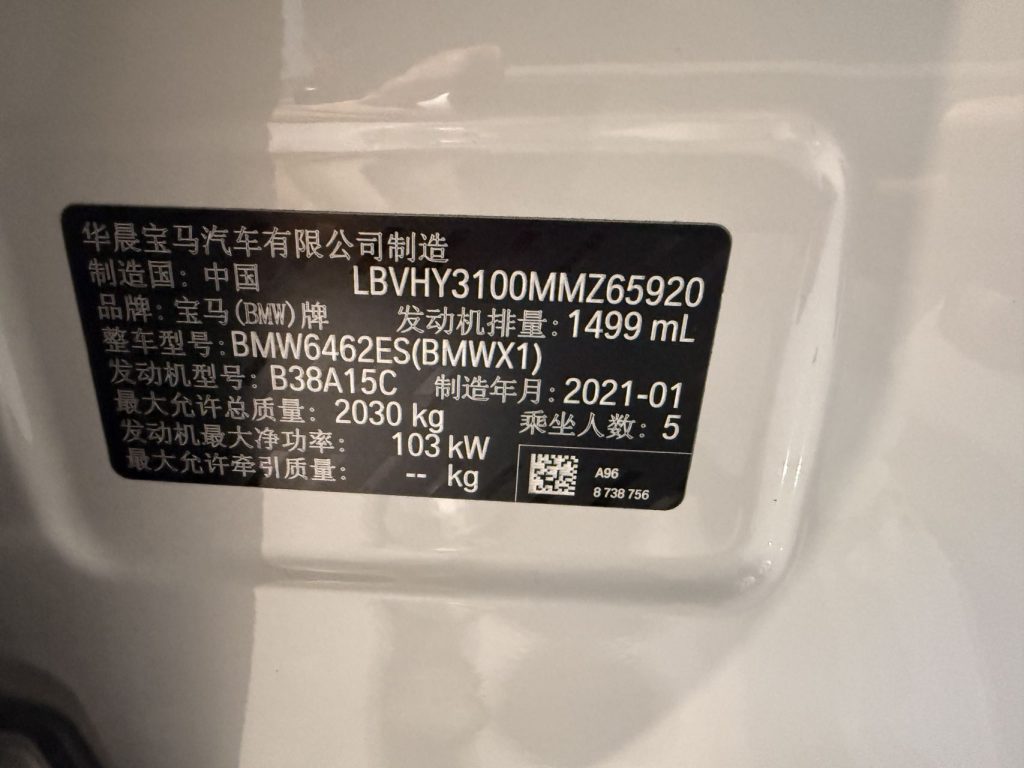 华晨宝马汽车有限公司制造
制造国: 中国 LBVHY3100MMZ65920
品牌: 宝马(BMW)牌 发动机排量: 1499 mL
整车型号: BMW6462ES(BMWX1)
发动机型号: B38A15C 制造年月: 2021-01
最大允许总质量: 2030 kg 乘坐人数: 5
发动机最大净功率: 103 kW
最大允许牵引质量: -- kg
A96
8 738 756